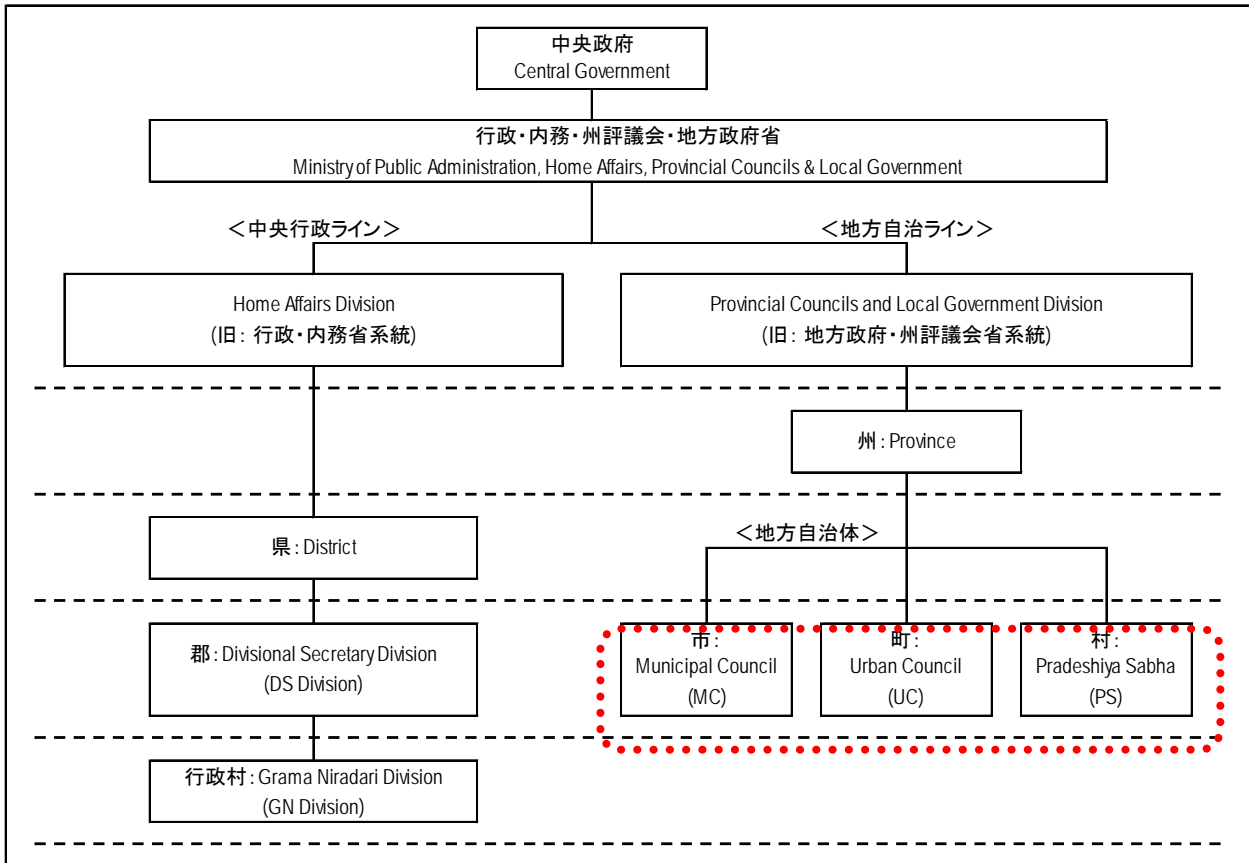 中央政府
Central Government
行政・内務・州評議会・地方政府省
Ministry of Public Administration, Home Affairs, Provincial Councils & Local Government
＜中央行政ライン＞
＜地方自治ライン＞
Home Affairs Division
(旧： 行政・内務省系統)
Provincial Councils and Local Government Division
(旧： 地方政府・州評議会省系統)
州：Province
県：District
＜地方自治体＞
郡：Divisional Secretary Division
(DS Division)
市：
Municipal Council
(MC)
町：
Urban Council
(UC)
村：
Pradeshiya Sabha
(PS)
行政村：Grama Niradari Division
(GN Division)